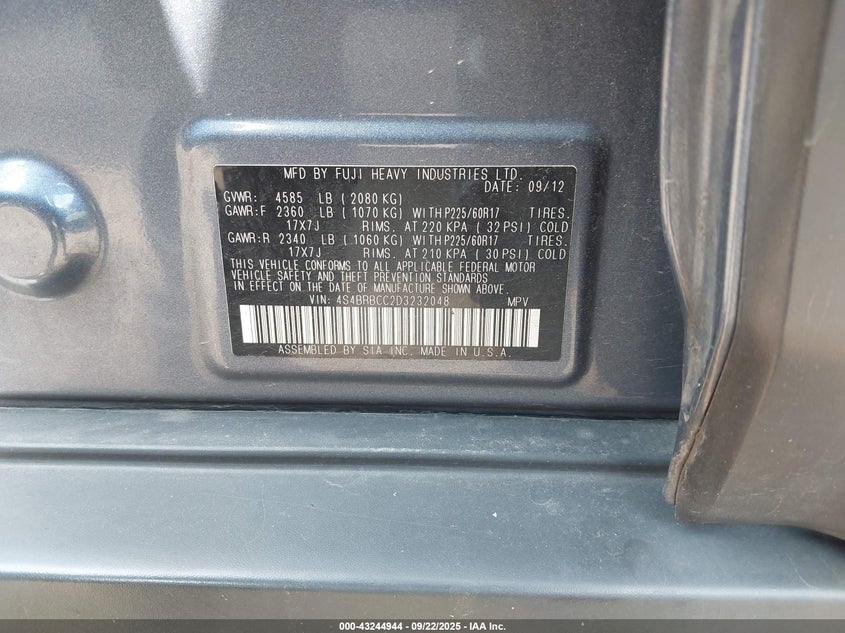 MFD BY FUJI HEAVY INDUSTRIES LTD.
DATE: 09/12
GVWR: 4585 LB ( 2080 KG)
GAWR:F 2360 LB ( 1070 KG) WITH P225/60R17 TIRES.
17X7J RIMS. AT 220 KPA ( 32 PSI) COLD
GAWR:R 2340 LB ( 1060 KG) WITH P225/60R17 TIRES.
17X7J RIMS. AT 210 KPA ( 30 PSI) COLD
THIS VEHICLE CONFORMS TO ALL APPLICABLE FEDERAL MOTOR
VEHICLE SAFETY AND THEFT PREVENTION STANDARDS
IN EFFECT ON THE DATE OF MANUFACTURE SHOWN ABOVE.
VIN: 4S4BRBCC2D3232048 MPV
ASSEMBLED BY SIA INC. MADE IN U.S.A.
000-43244944 - 09/22/2025 - IAA Inc.